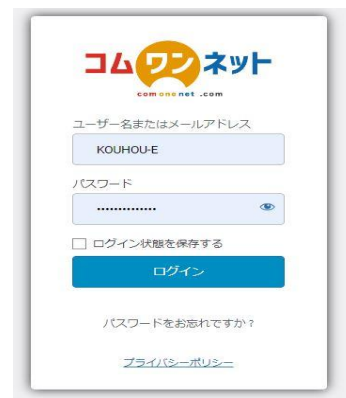 コムワンネット
comonenet .com
ユーザー名またはメールアドレス
KOUHOU-E
パスワード
••••••••••••••
ログイン状態を保存する
ログイン
パスワードをお忘れですか ?
プライバシーポリシー